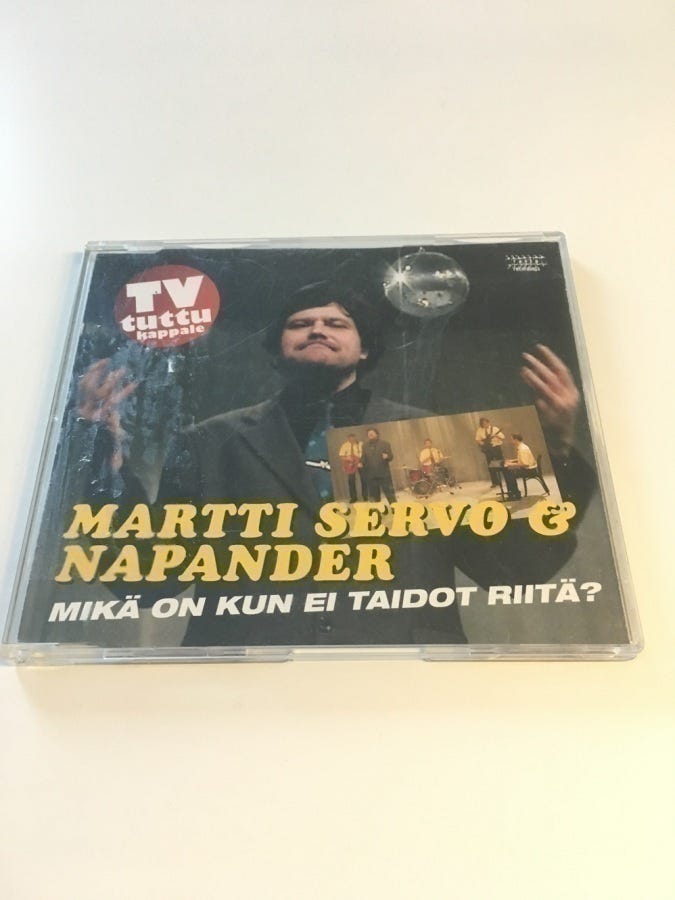 TV
tuttu
kappale
MARTTI SERVO &
NAPANDER
MIKÄ ON KUN EI TAIDOT RIITÄ?